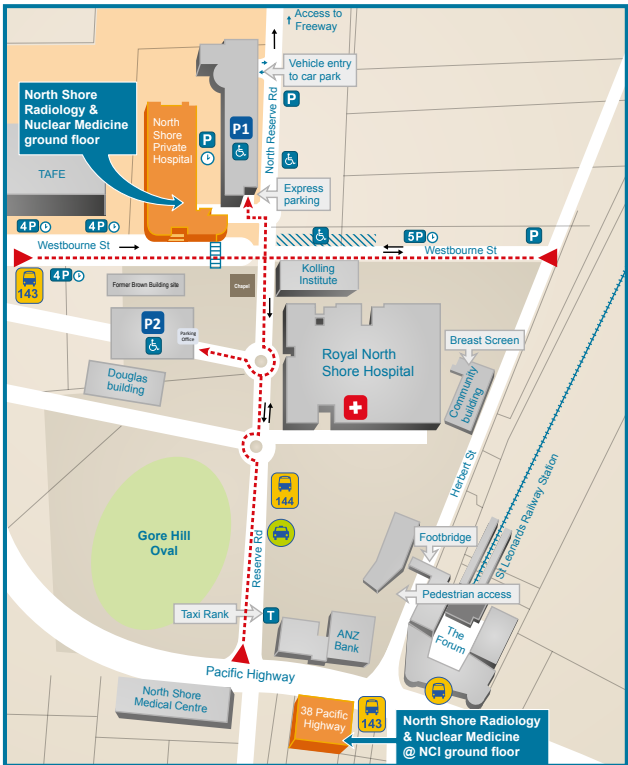 Access to
Freeway
Vehicle entry
to car park
North Shore
Radiology &
Nuclear Medicine
ground floor
North
Shore
Private
Hospital
P
P1
P
North Reserve Rd
TAFE
Express
parking
4P
4P
5P
P
Westbourne St
Westbourne St
143
4P
Former Brown Building site
Chapel
Kolling
Institute
P2
Parking
Office
Royal North
Shore Hospital
Breast Screen
Douglas
building
Community
building
Herbert St
St Leonards Railway Station
144
Gore Hill
Oval
Reserve Rd
Footbridge
Pedestrian access
Taxi Rank
T
ANZ
Bank
The
Forum
Pacific Highway
North Shore
Medical Centre
38 Pacific
Highway
143
North Shore Radiology
& Nuclear Medicine
@ NCI ground floor